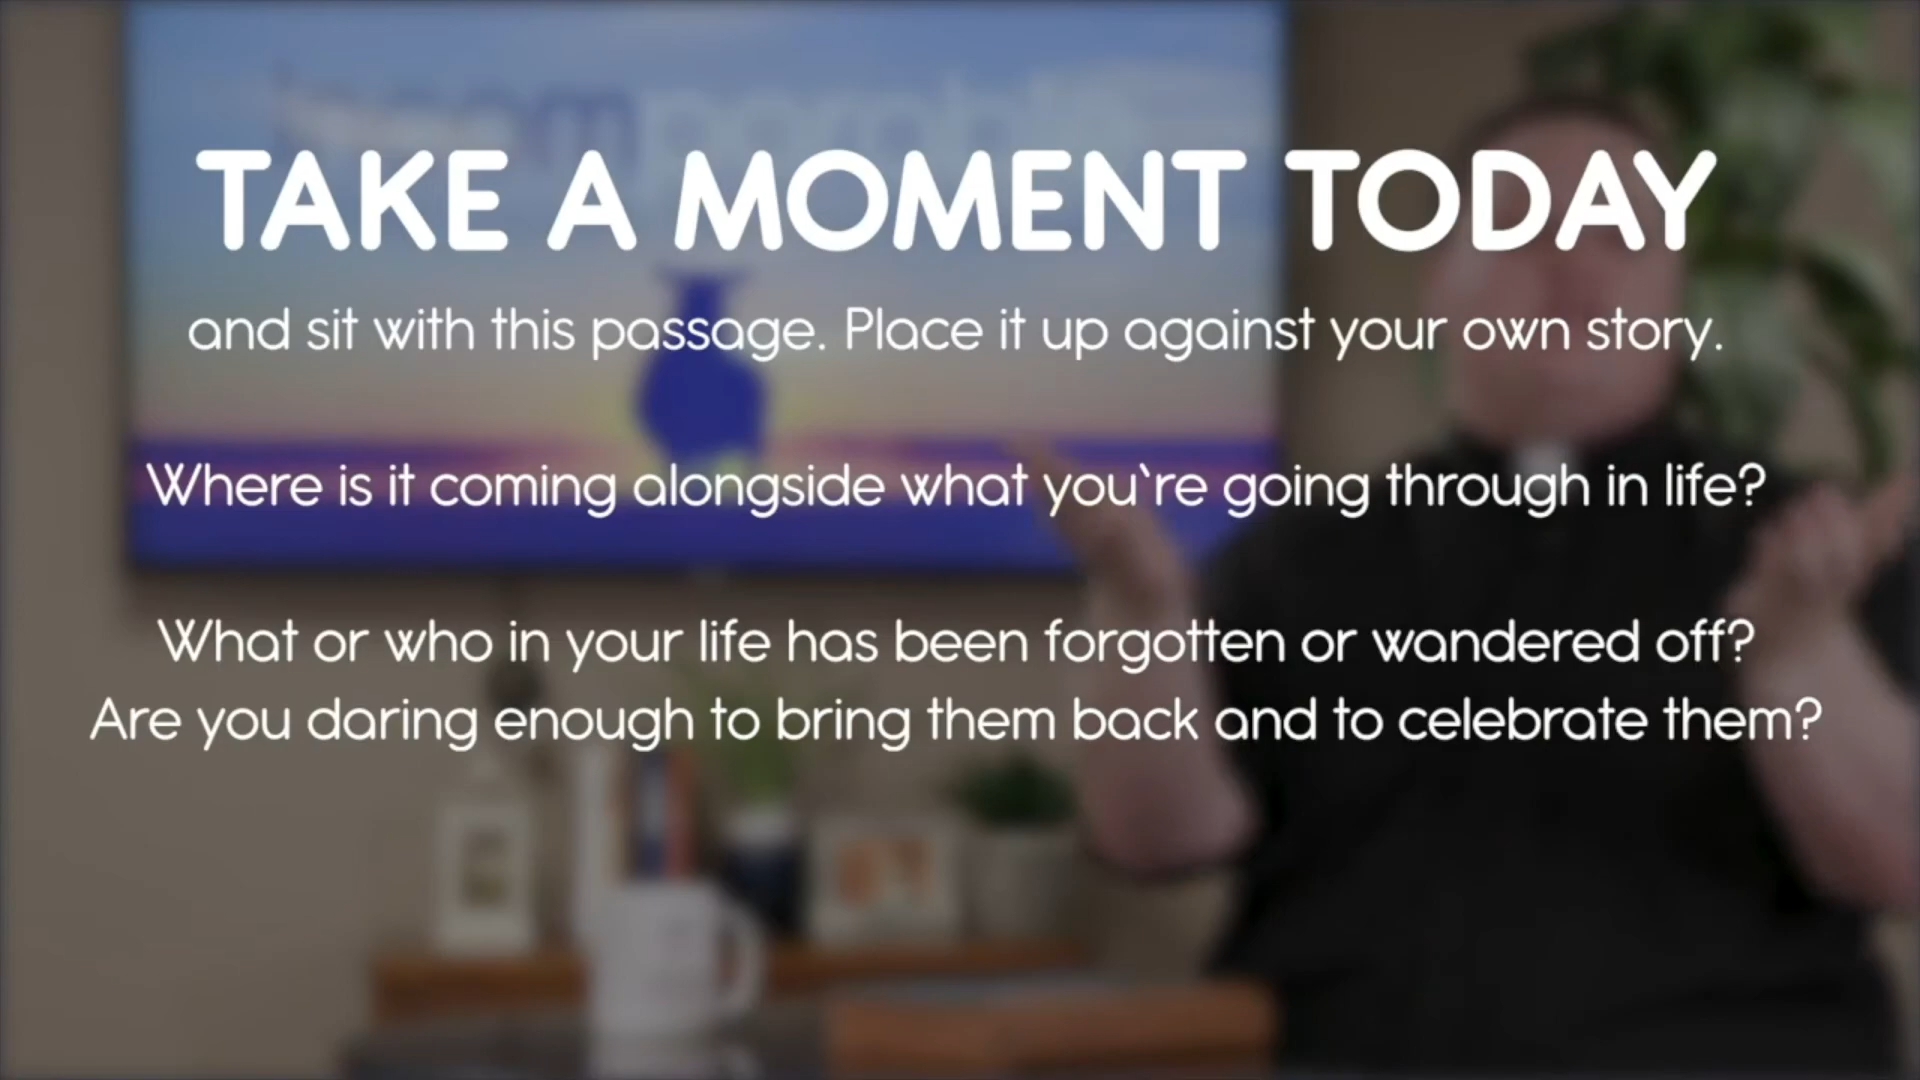 TAKE A MOMENT TODAY
and sit with this passage. Place it up against your own story.
Where is it coming alongside what you`re going through in life?
What or who in your life has been forgotten or wandered off?
Are you daring enough to bring them back and to celebrate them?